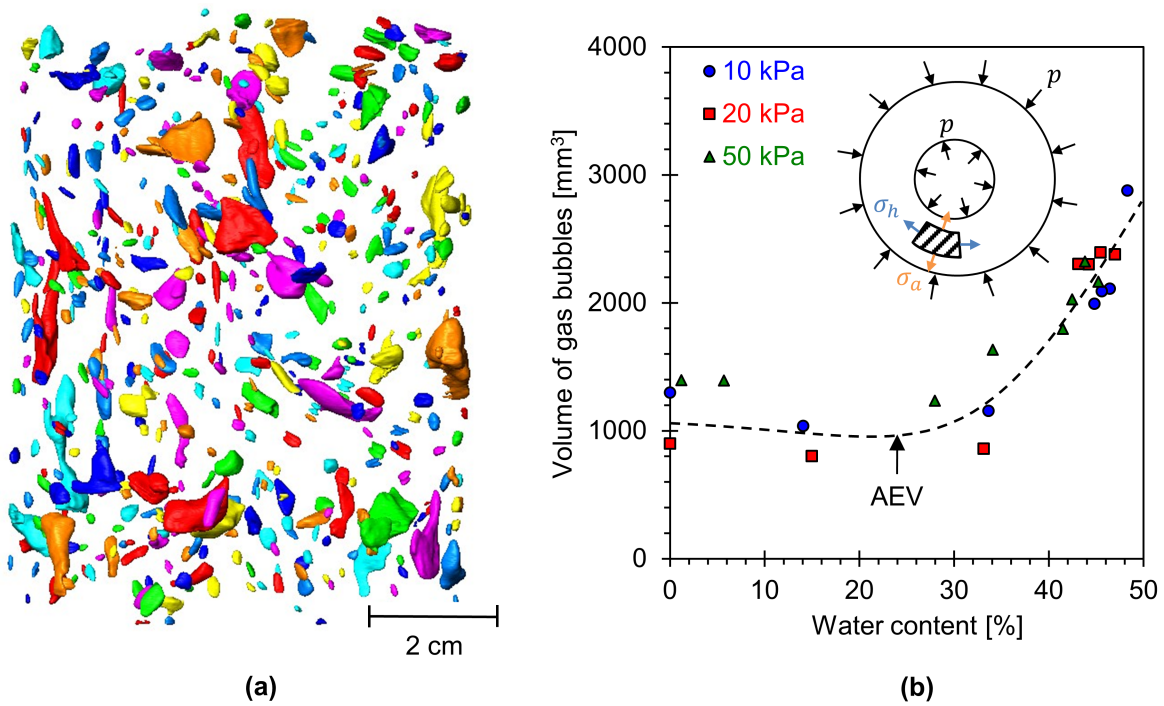 2 cm
(a)
Volume of gas bubbles [mm³]
4000
3000
2000
1000
0
10 kPa
20 kPa
50 kPa
p
p
σₕ
σₐ
AEV
0 10 20 30 40 50
Water content [%]
(b)